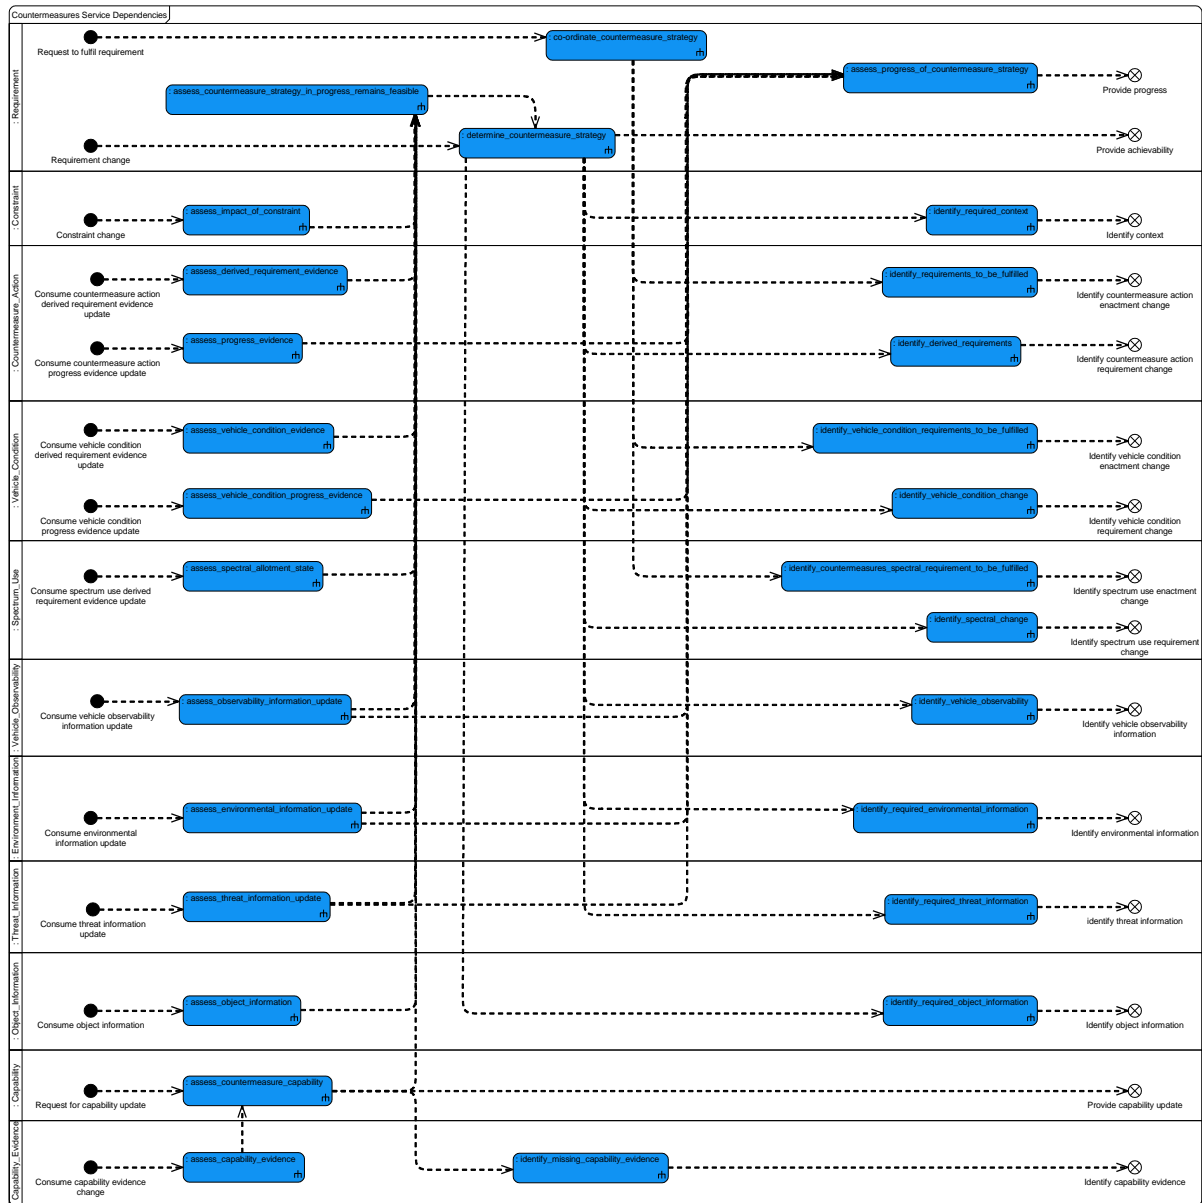 Countermeasures Service Dependencies
: Requirement
Request to fulfil requirement
: co-ordinate_countermeasure_strategy
: assess_progress_of_countermeasure_strategy
Provide progress
: assess_countermeasure_strategy_in_progress_remains_feasible
Requirement change
: determine_countermeasure_strategy
Provide achievability
: Constraint
Constraint change
: assess_impact_of_constraint
: identify_required_context
Identify context
: Countermeasure_Action
Consume countermeasure action
derived requirement evidence
update
: assess_derived_requirement_evidence
: identify_requirements_to_be_fulfilled
Identify countermeasure action
enactment change
Consume countermeasure action
progress evidence update
: assess_progress_evidence
: identify_derived_requirements
Identify countermeasure action
requirement change
: Vehicle_Condition
Consume vehicle condition
derived requirement evidence
update
: assess_vehicle_condition_evidence
: identify_vehicle_condition_requirements_to_be_fulfilled
Identify vehicle condition
enactment change
Consume vehicle condition
progress evidence update
: assess_vehicle_condition_progress_evidence
: identify_vehicle_condition_change
Identify vehicle condition
requirement change
: Spectrum_Use
Consume spectrum use derived
requirement evidence update
: assess_spectral_allotment_state
: identify_countermeasures_spectral_requirement_to_be_fulfilled
Identify spectrum use enactment
change
: identify_spectral_change
Identify spectrum use requirement
change
: Vehicle_Observability
Consume vehicle observability
information update
: assess_observability_information_update
: identify_vehicle_observability
Identify vehicle observability
information
: Environment_Information
Consume environmental
information update
: assess_environmental_information_update
: identify_required_environmental_information
Identify environmental information
: Threat_Information
Consume threat information
update
: assess_threat_information_update
: identify_required_threat_information
identify threat information
: Object_Information
Consume object information
: assess_object_information
: identify_required_object_information
Identify object information
: Capability
Request for capability update
: assess_countermeasure_capability
Provide capability update
: Capability_Evidence
Consume capability evidence
change
: assess_capability_evidence
: identify_missing_capability_evidence
Identify capability evidence